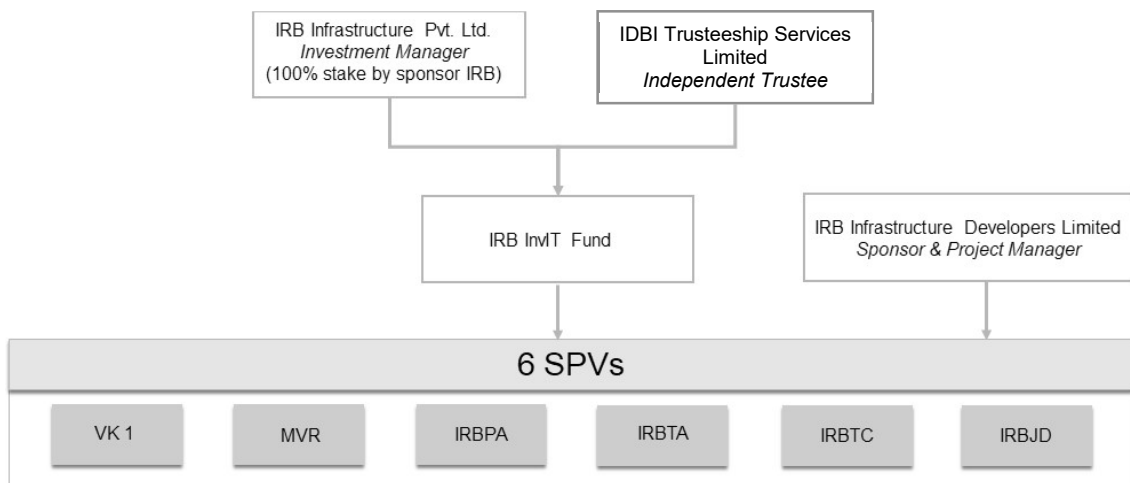 IRB Infrastructure Pvt. Ltd.
Investment Manager
(100% stake by sponsor IRB)
IDBI Trusteeship Services
Limited
Independent Trustee
IRB InvIT Fund
IRB Infrastructure Developers Limited
Sponsor & Project Manager
6 SPVs
VK 1
MVR
IRBPA
IRBTA
IRBTC
IRBJD